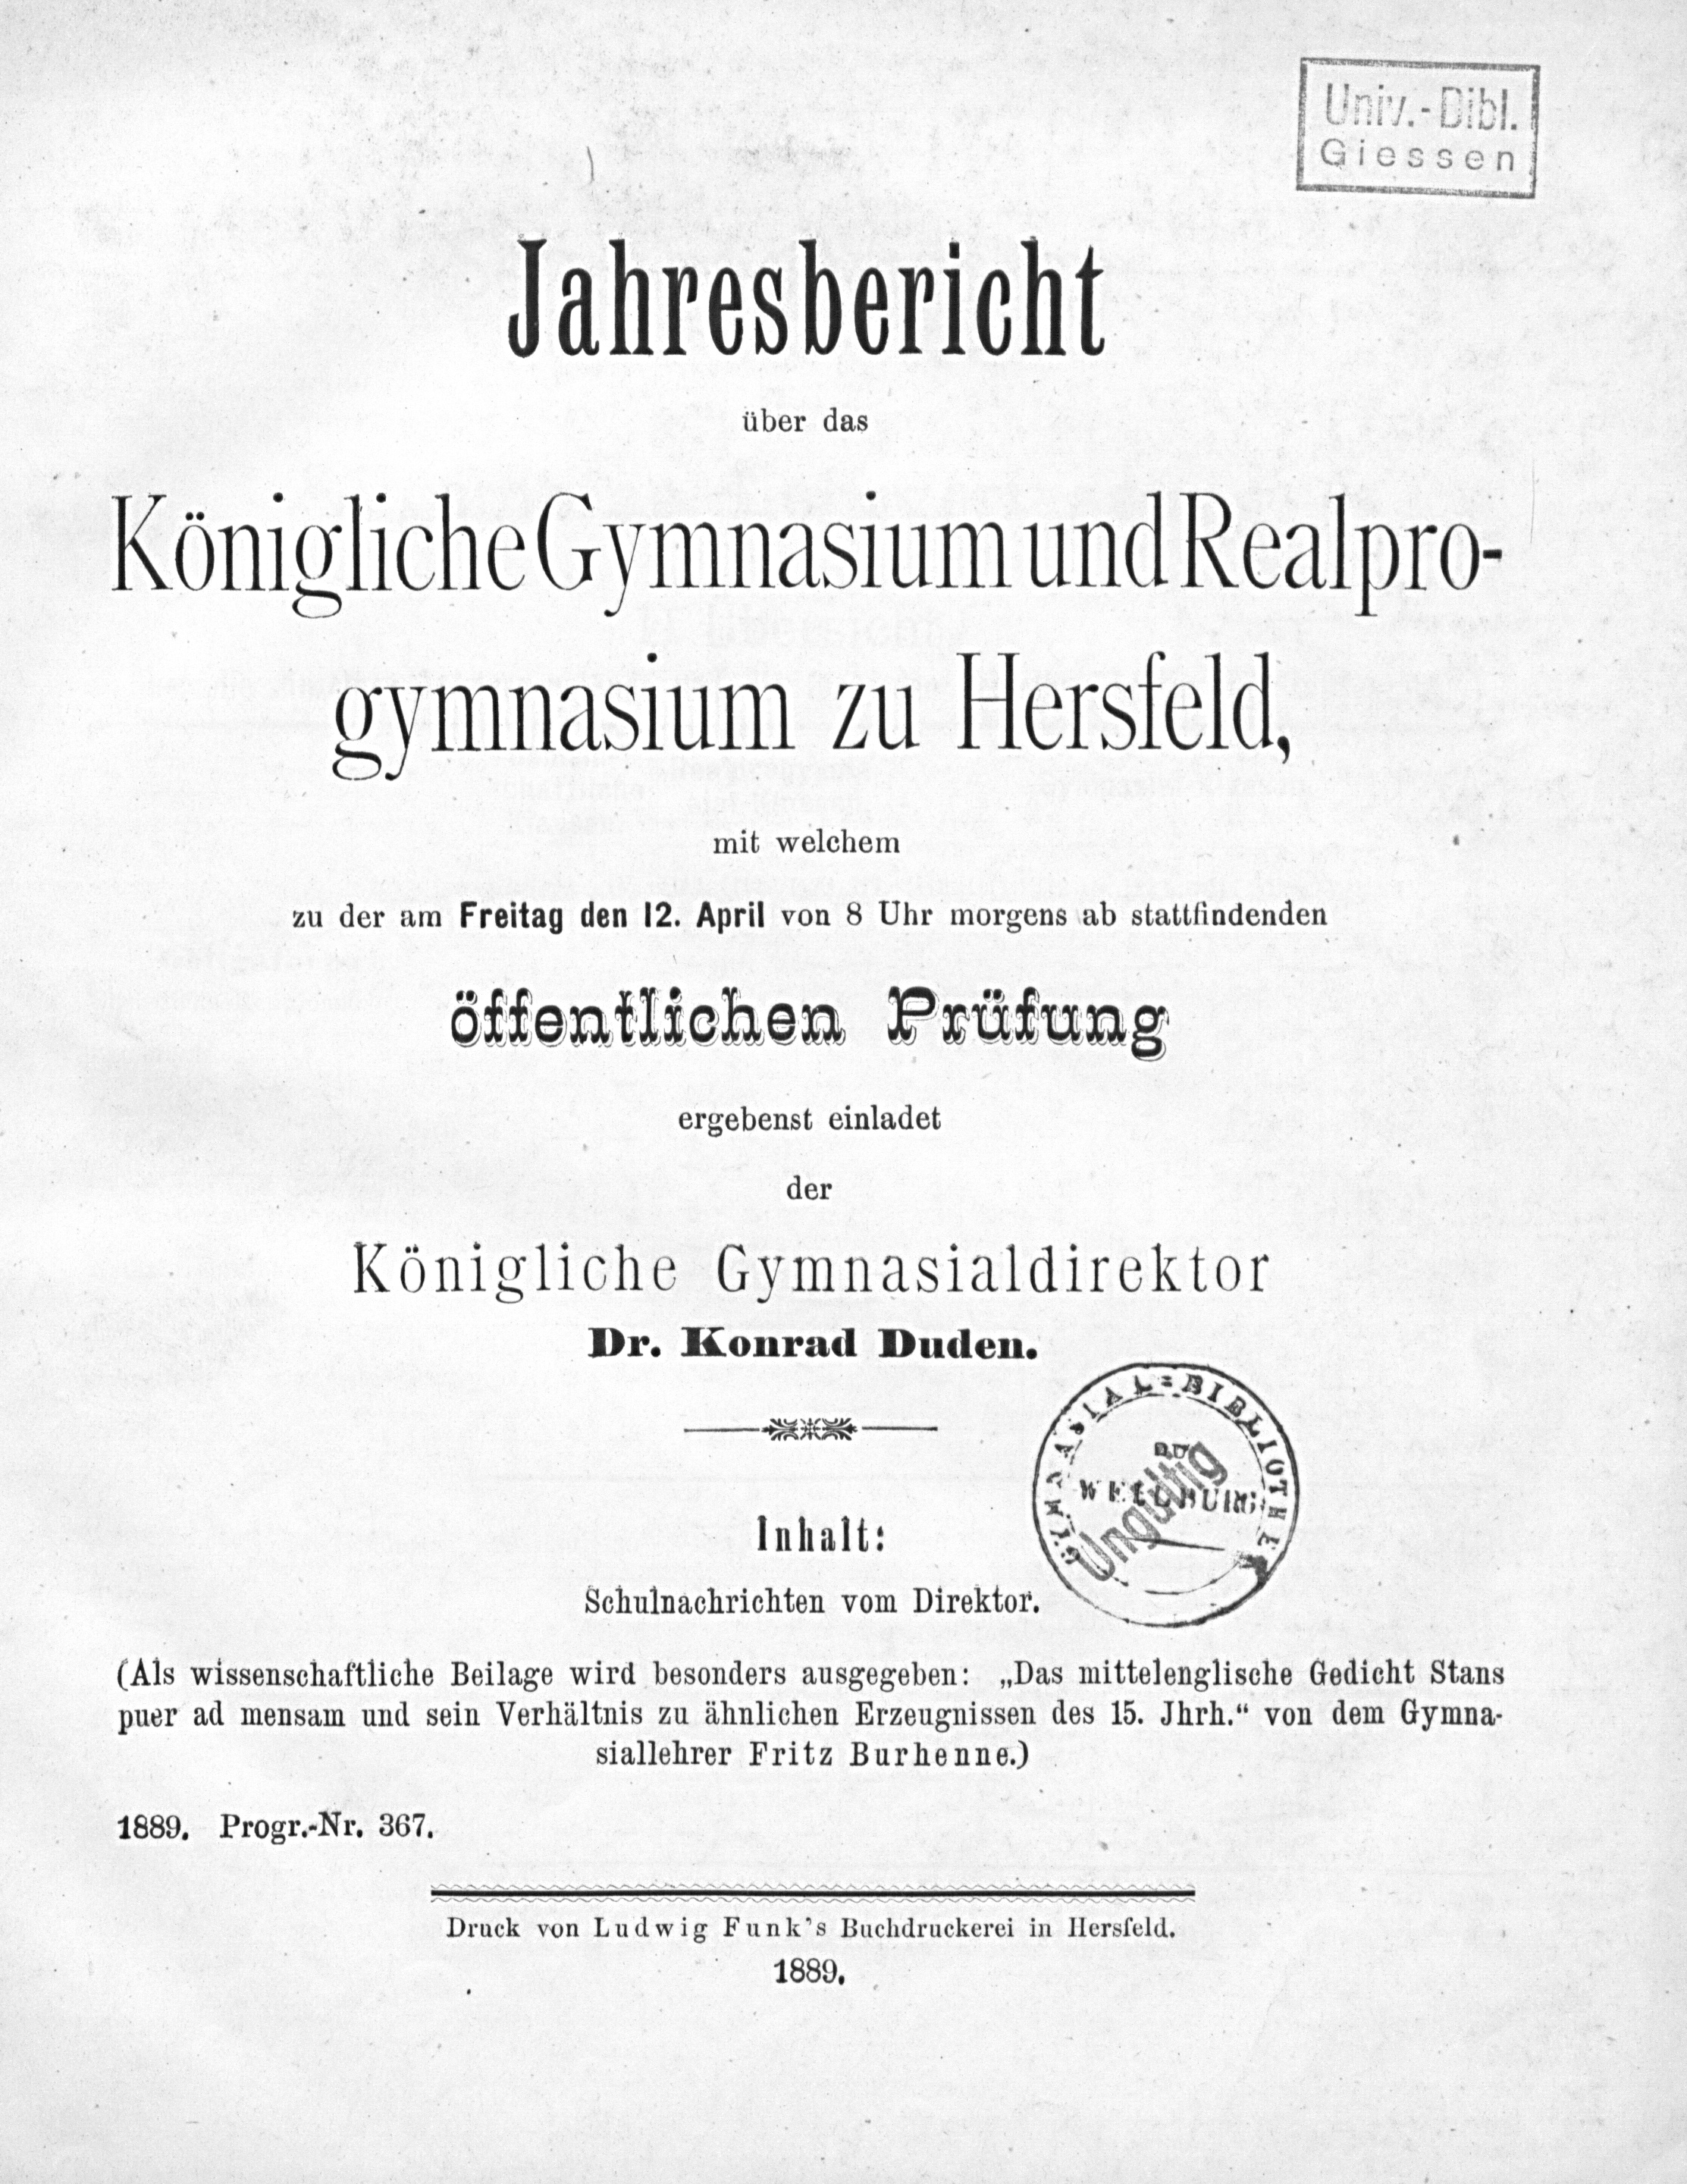 Univ.-Bibl.
Giessen
Jahresbericht
über das
Königliche Gymnasium und Realpro-
gymnasium zu Hersfeld,
mit welchem
zu der am Freitag den 12. April von 8 Uhr morgens ab stattfindenden
öffentlichen Prüfung
ergebenst einladet
der
Königliche Gymnasialdirektor
Dr. Konrad Duden.
GYMNASIAL=BIBLIOTHEK
ZU
Ungültig
Inhalt:
Schulnachrichten vom Direktor.
(Als wissenschaftliche Beilage wird besonders ausgegeben: „Das mittelenglische Gedicht Stans
puer ad mensam und sein Verhältnis zu ähnlichen Erzeugnissen des 15. Jhrh.“ von dem Gymna-
siallehrer Fritz Burhenne.)
1889. Progr.-Nr. 367.
Druck von Ludwig Funk's Buchdruckerei in Hersfeld.
1889.